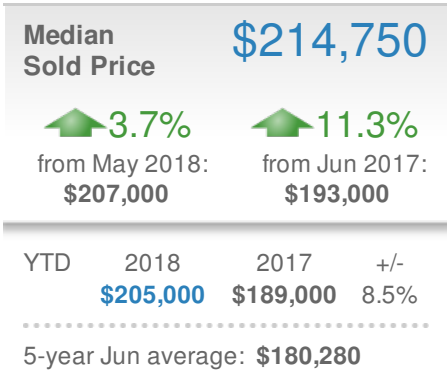 Median $214,750
Sold Price
3.7% 11.3%
from May 2018: from Jun 2017:
$207,000 $193,000
YTD 2018 2017 +/-
$205,000 $189,000 8.5%
5-year Jun average: $180,280